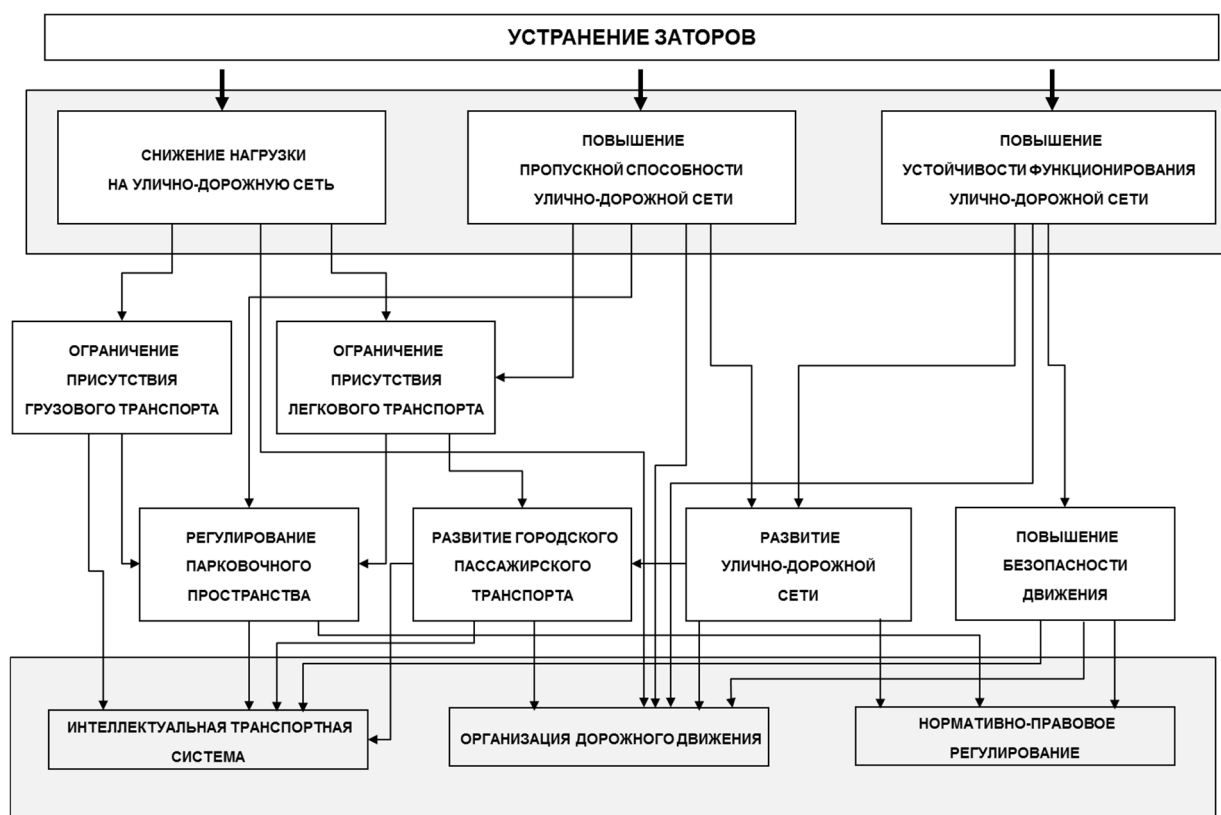 УСТРАНЕНИЕ ЗАТОРОВ
СНИЖЕНИЕ НАГРУЗКИ
НА УЛИЧНО-ДОРОЖНУЮ СЕТЬ
ПОВЫШЕНИЕ
ПРОПУСКНОЙ СПОСОБНОСТИ
УЛИЧНО-ДОРОЖНОЙ СЕТИ
ПОВЫШЕНИЕ
УСТОЙЧИВОСТИ ФУНКЦИОНИРОВАНИЯ
УЛИЧНО-ДОРОЖНОЙ СЕТИ
ОГРАНИЧЕНИЕ
ПРИСУТСТВИЯ
ГРУЗОВОГО ТРАНСПОРТА
ОГРАНИЧЕНИЕ
ПРИСУТСТВИЯ
ЛЕГКОВОГО ТРАНСПОРТА
РЕГУЛИРОВАНИЕ
ПАРКОВОЧНОГО
ПРОСТРАНСТВА
РАЗВИТИЕ ГОРОДСКОГО
ПАССАЖИРСКОГО
ТРАНСПОРТА
РАЗВИТИЕ
УЛИЧНО-ДОРОЖНОЙ
СЕТИ
ПОВЫШЕНИЕ
БЕЗОПАСНОСТИ
ДВИЖЕНИЯ
ИНТЕЛЛЕКТУАЛЬНАЯ ТРАНСПОРТНАЯ
СИСТЕМА
ОРГАНИЗАЦИЯ ДОРОЖНОГО ДВИЖЕНИЯ
НОРМАТИВНО-ПРАВОВОЕ
РЕГУЛИРОВАНИЕ